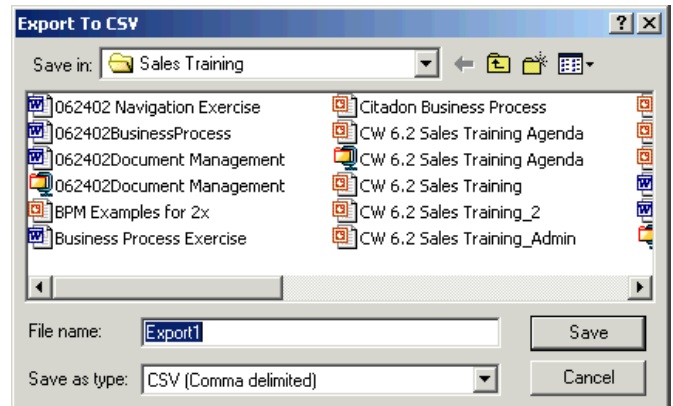 Export To CSV
Save in: Sales Training
062402 Navigation Exercise
062402BusinessProcess
062402Document Management
062402Document Management
BPM Examples for 2x
Business Process Exercise
Citadon Business Process
CW 6.2 Sales Training Agenda
CW 6.2 Sales Training Agenda
CW 6.2 Sales Training
CW 6.2 Sales Training_2
CW 6.2 Sales Training_Admin
File name: Export1 Save
Save as type: CSV (Comma delimited) Cancel